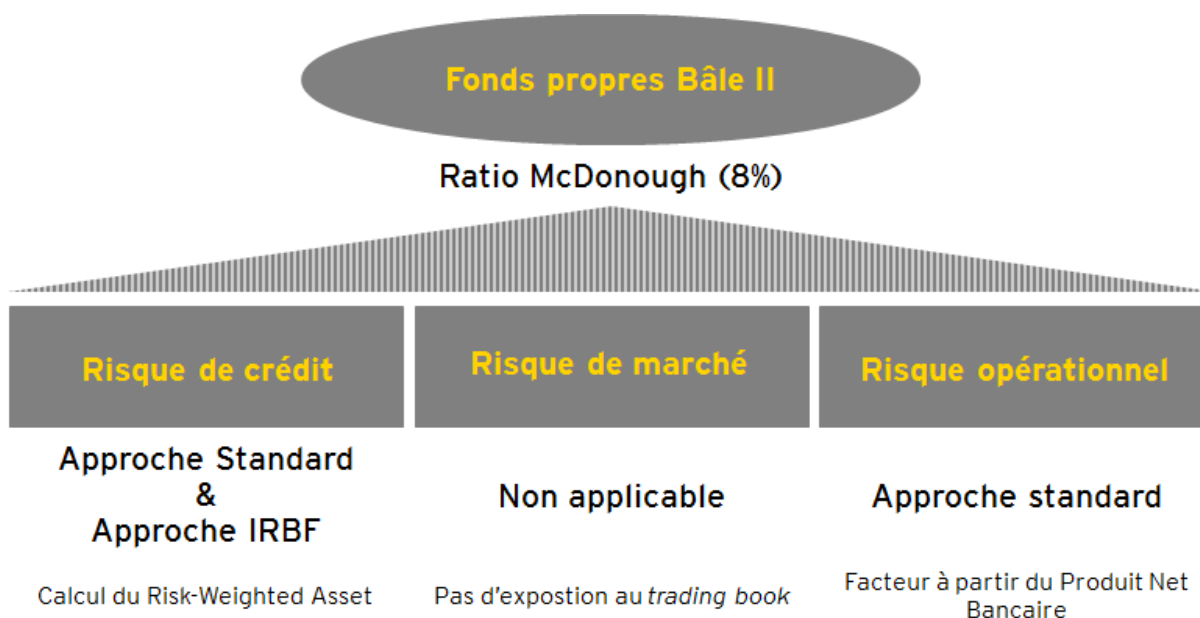 Fonds propres Bâle II
Ratio McDonough (8%)
Risque de crédit
Risque de marché
Risque opérationnel
Approche Standard
&
Approche IRBF
Non applicable
Approche standard
Calcul du Risk-Weighted Asset
Pas d'expostion au trading book
Facteur à partir du Produit Net
Bancaire